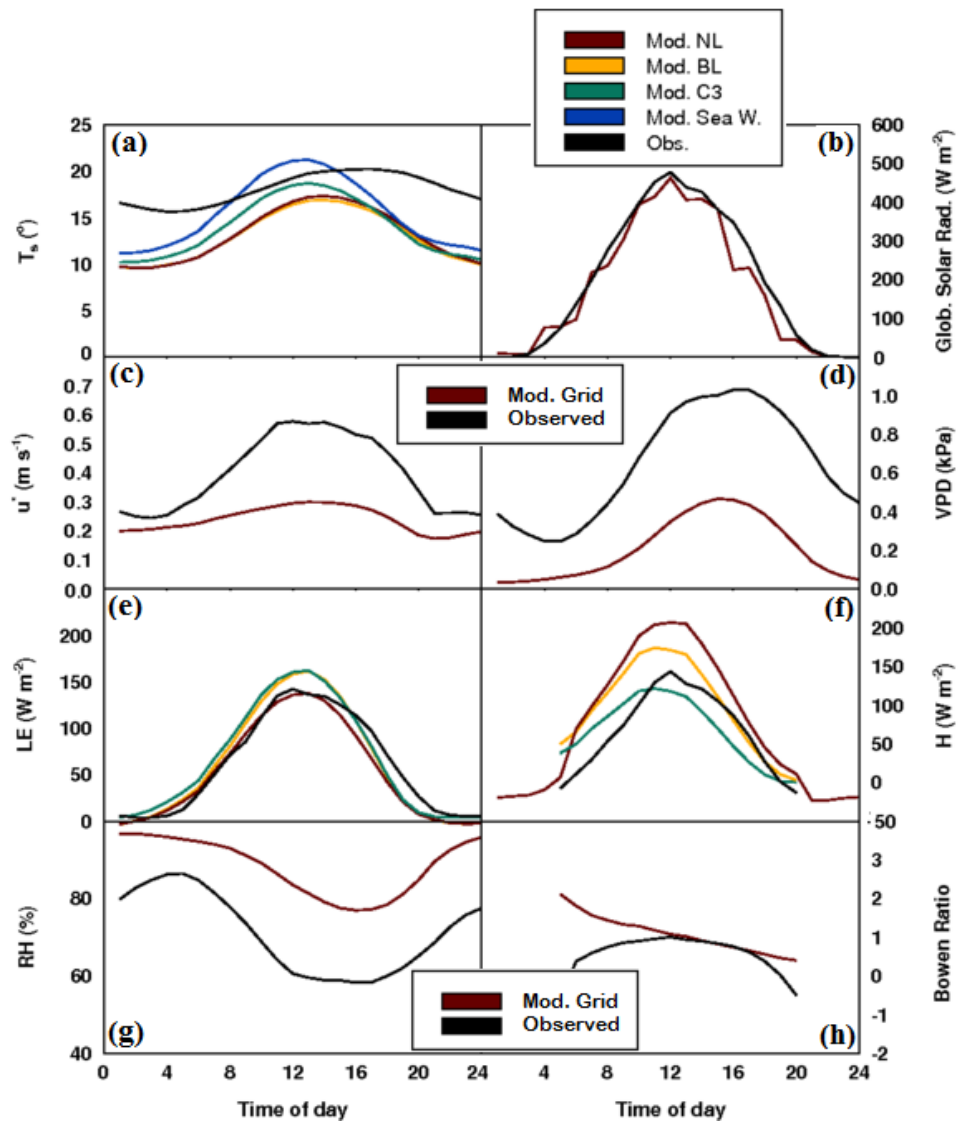 Mod. NL
Mod. BL
Mod. C3
Mod. Sea W.
Obs.
(a)
25
20
15
10
5
0
Ts (°)
(b)
600
500
400
300
200
100
0
Glob. Solar Rad. (W m-2)
(c)
0.7
0.6
0.5
0.4
0.3
0.2
0.1
0.0
u* (m s-1)
Mod. Grid
Observed
(d)
1.0
0.8
0.6
0.4
0.2
0.0
VPD (kPa)
(e)
200
150
100
50
0
LE (W m-2)
(f)
200
150
100
50
0
-50
H (W m-2)
80
60
40
RH (%)
(g)
Mod. Grid
Observed
3
2
1
0
-1
-2
Bowen Ratio
(h)
0 4 8 12 16 20 24
4 8 12 16 20 24
Time of day
Time of day